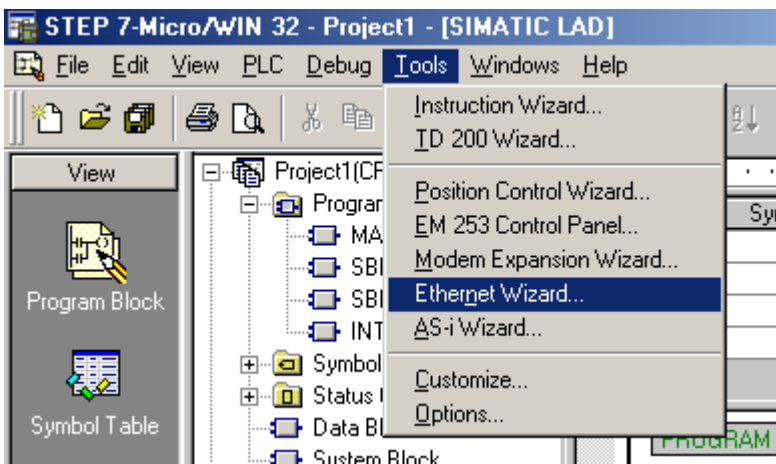 STEP 7-Micro/WIN 32 - Project1 - [SIMATIC LAD]
File Edit View PLC Debug Tools Windows Help
View
Program Block
Symbol Table
Project1(CP
Program
MA
SBI
SBI
INT
Symbol
Status
Data Bl
System Block
Instruction Wizard...
TD 200 Wizard...
Position Control Wizard...
EM 253 Control Panel...
Modem Expansion Wizard...
Ethernet Wizard...
AS-i Wizard...
Customize...
Options...
Sy
PROGRAM